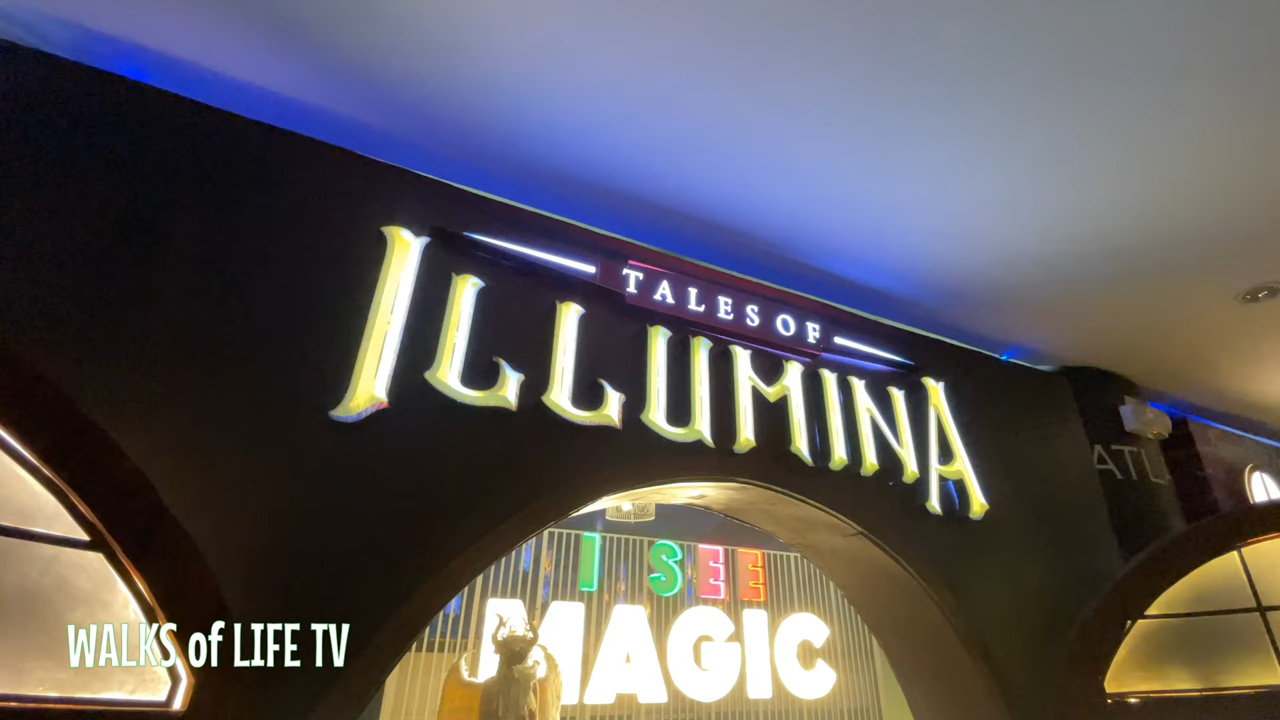 TALES OF
ILLUMINA
I SEE
MAGIC
WALKS of LIFE TV